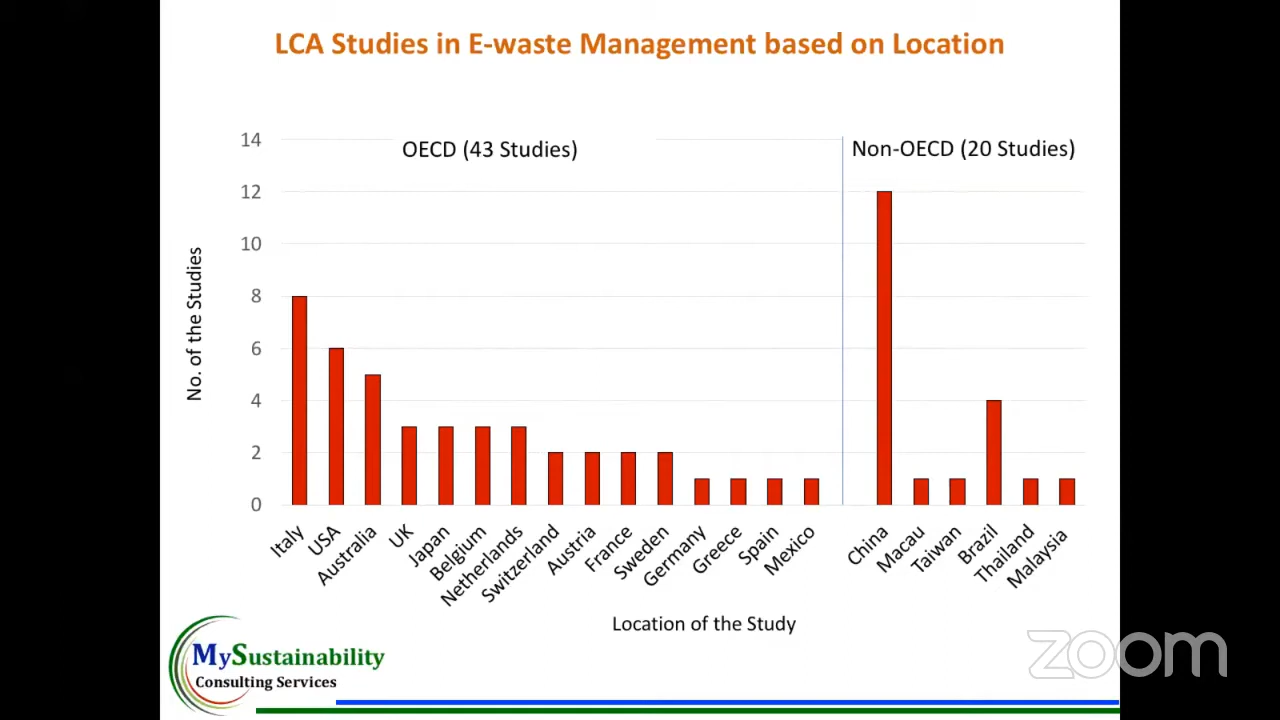 LCA Studies in E-waste Management based on Location
OECD (43 Studies)
Non-OECD (20 Studies)
No. of the Studies
14
12
10
8
6
4
2
0
Italy
USA
Australia
UK
Japan
Belgium
Netherlands
Switzerland
Austria
France
Sweden
Germany
Greece
Spain
Mexico
China
Macau
Taiwan
Brazil
Thailand
Malaysia
Location of the Study
MySustainability
Consulting Services
zoom